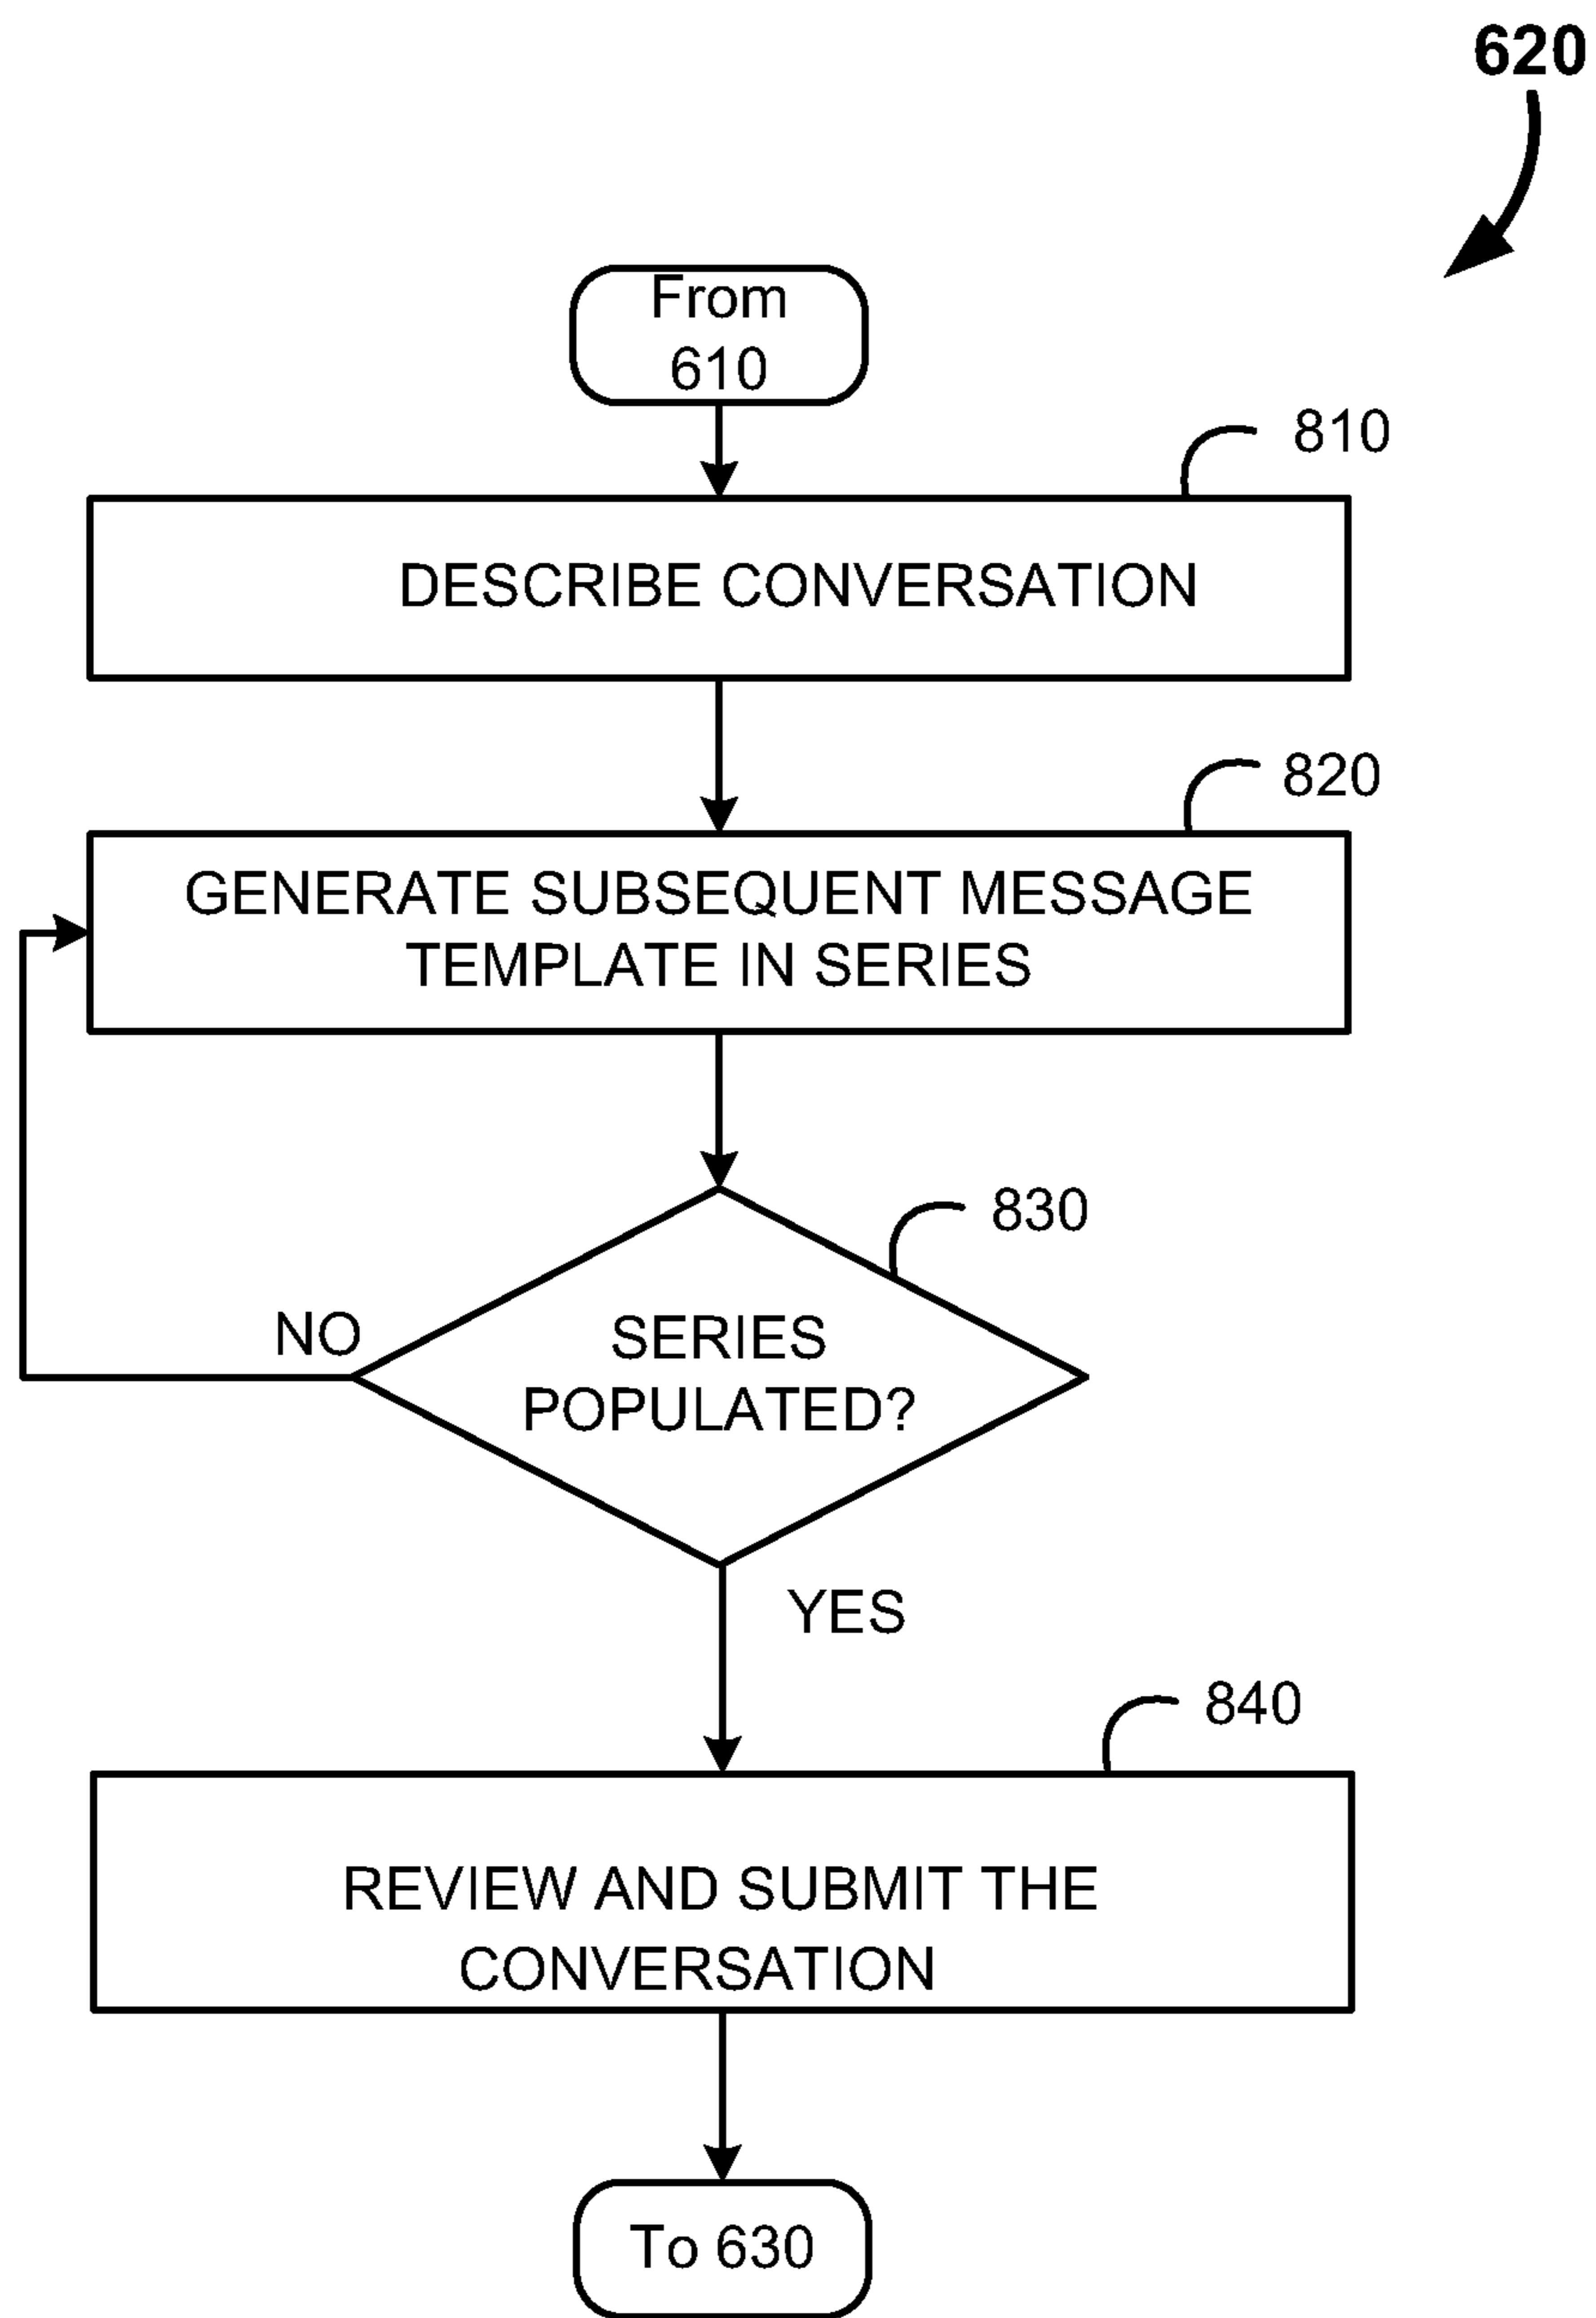 620
From
610
810
DESCRIBE CONVERSATION
820
GENERATE SUBSEQUENT MESSAGE
TEMPLATE IN SERIES
830
NO
SERIES
POPULATED?
YES
840
REVIEW AND SUBMIT THE
CONVERSATION
To 630